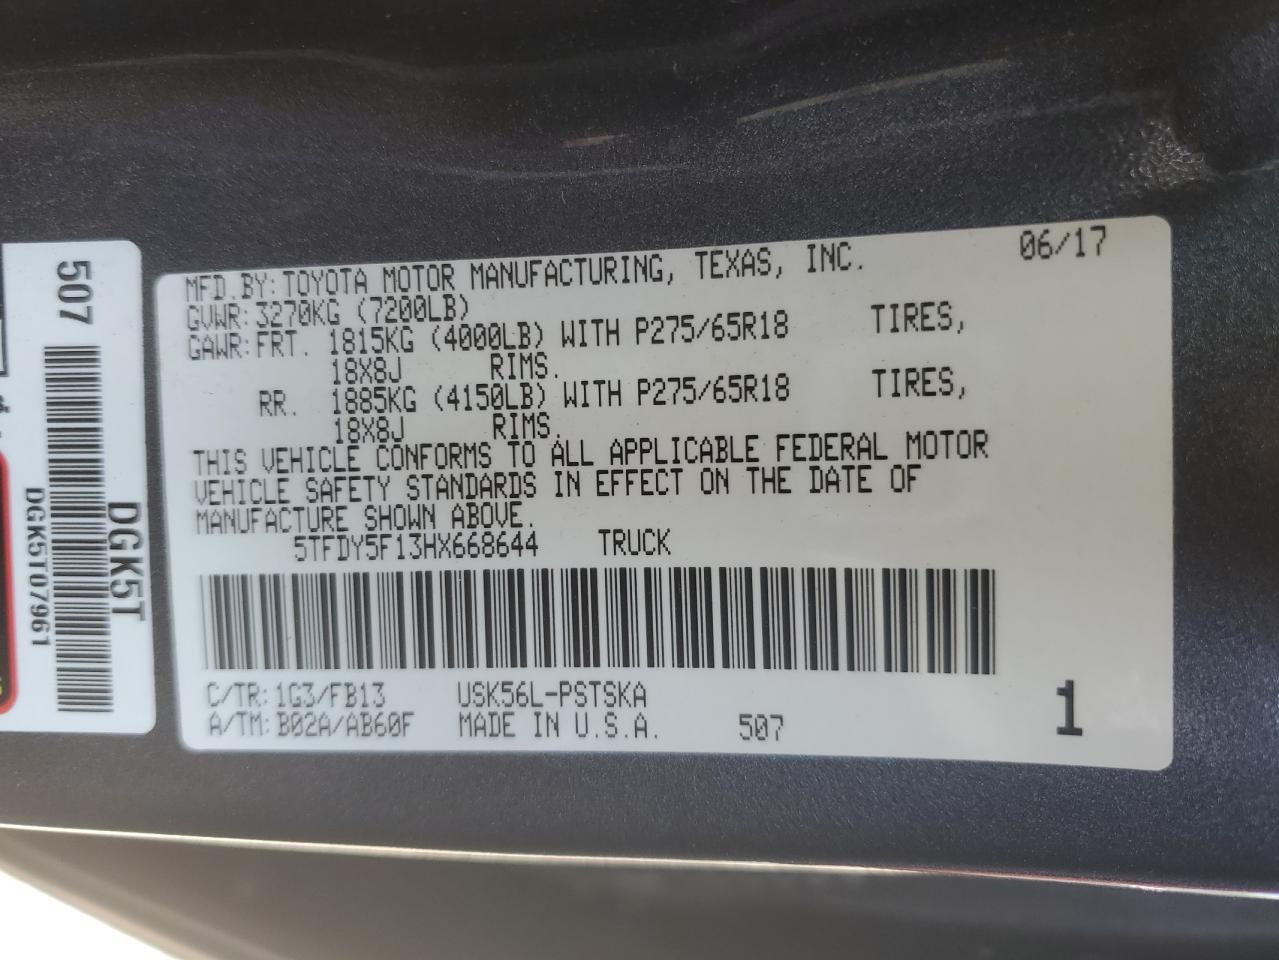 MFD.BY:TOYOTA MOTOR MANUFACTURING, TEXAS, INC. 06/17
GVWR:3270KG (7200LB)
GAWR:FRT. 1815KG (4000LB) WITH P275/65R18 TIRES,
18X8J RIMS.
RR. 1885KG (4150LB) WITH P275/65R18 TIRES,
18X8J RIMS.
THIS VEHICLE CONFORMS TO ALL APPLICABLE FEDERAL MOTOR
VEHICLE SAFETY STANDARDS IN EFFECT ON THE DATE OF
MANUFACTURE SHOWN ABOVE.
5TFDY5F13HX668644 TRUCK
C/TR:1G3/FB13 USK56L-PSTSKA
A/TM:B02A/AB60F MADE IN U.S.A. 507 1
507
DGK5T
DGK5T07961